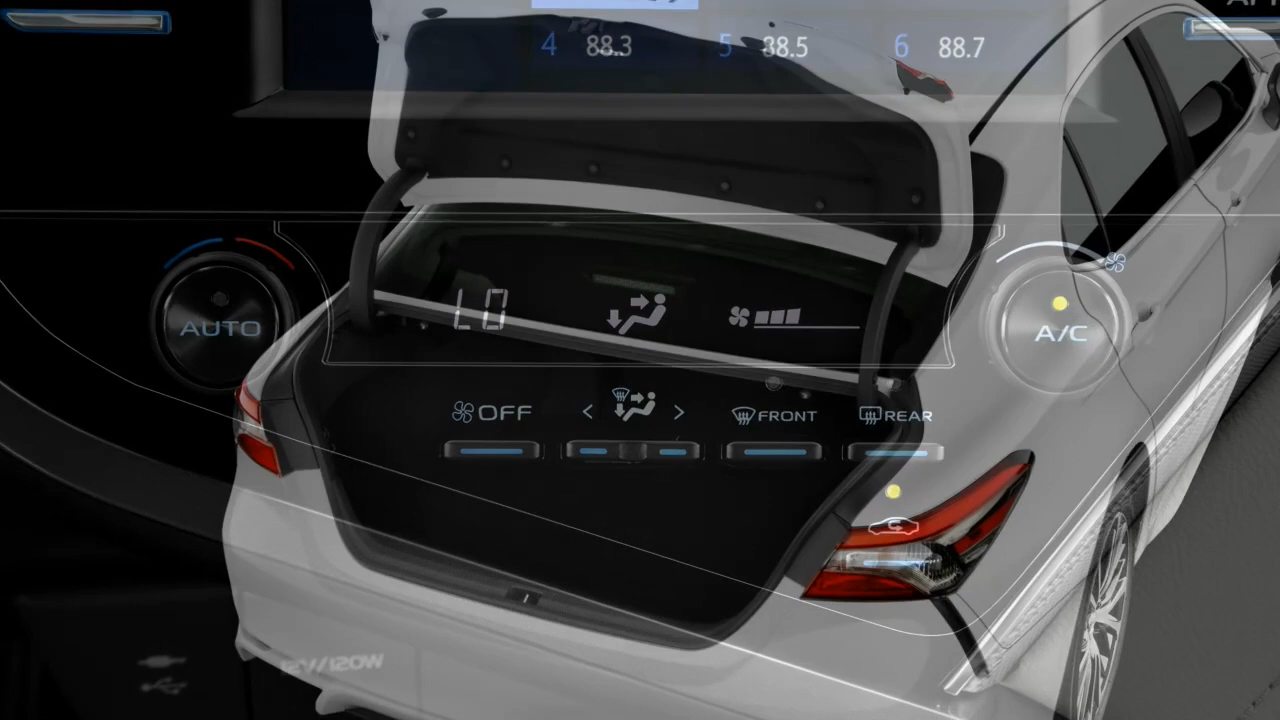 4 88.3 5 88.5 6 88.7
AUTO
LO
A/C
OFF < > FRONT REAR
12V/120W